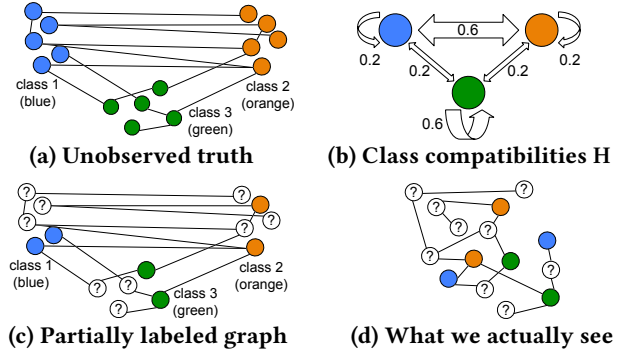 class 1
(blue)
class 2
(orange)
class 3
(green)
(a) Unobserved truth
0.6
0.2
0.2
0.2
0.2
0.6
(b) Class compatibilities H
?
?
?
?
?
?
class 1
(blue)
?
?
?
class 2
(orange)
class 3
(green)
(c) Partially labeled graph
?
?
?
?
?
?
?
?
?
(d) What we actually see